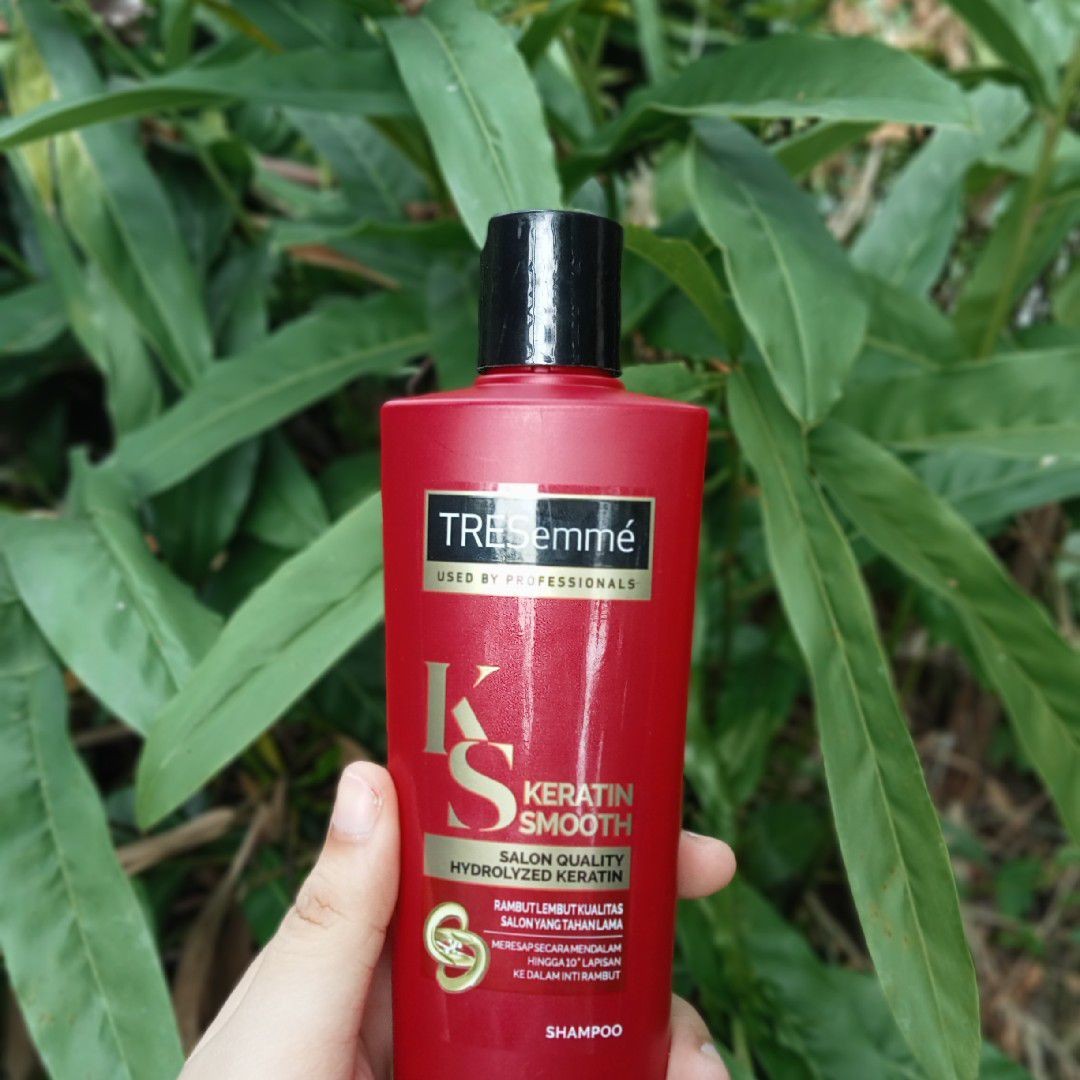 TRESemmé
USED BY PROFESSIONALS
KS
KERATIN
SMOOTH
SALON QUALITY
HYDROLYZED KERATIN
RAMBUT LEMBUT KUALITAS
SALON YANG TAHAN LAMA
MERESAP SECARA MENDALAM
HINGGA 10* LAPISAN
KE DALAM INTI RAMBUT
SHAMPOO